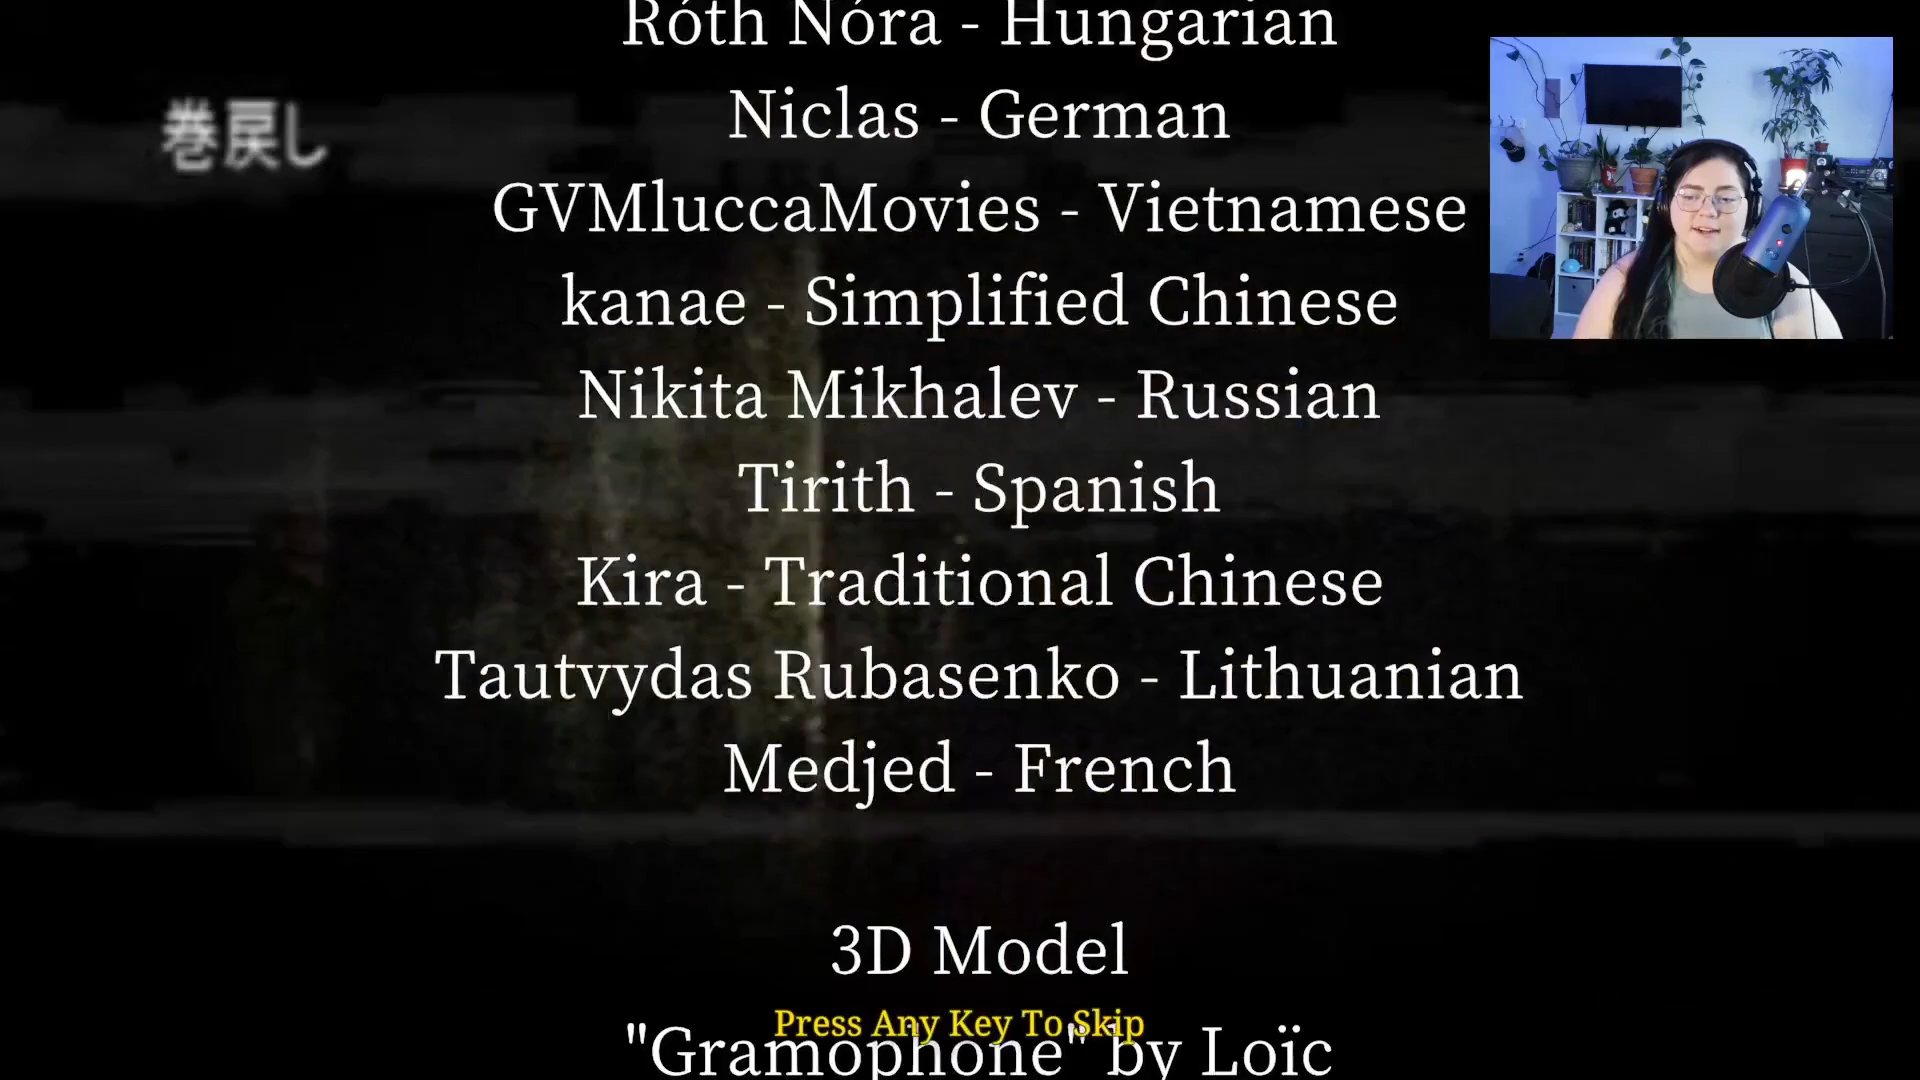 Róth Nóra - Hungarian
巻戻し
Niclas - German
GVMluccaMovies - Vietnamese
kanae - Simplified Chinese
Nikita Mikhalev - Russian
Tirith - Spanish
Kira - Traditional Chinese
Tautvydas Rubasenko - Lithuanian
Medjed - French
3D Model
Press Any Key To Skip
"Gramophone" by Loïc